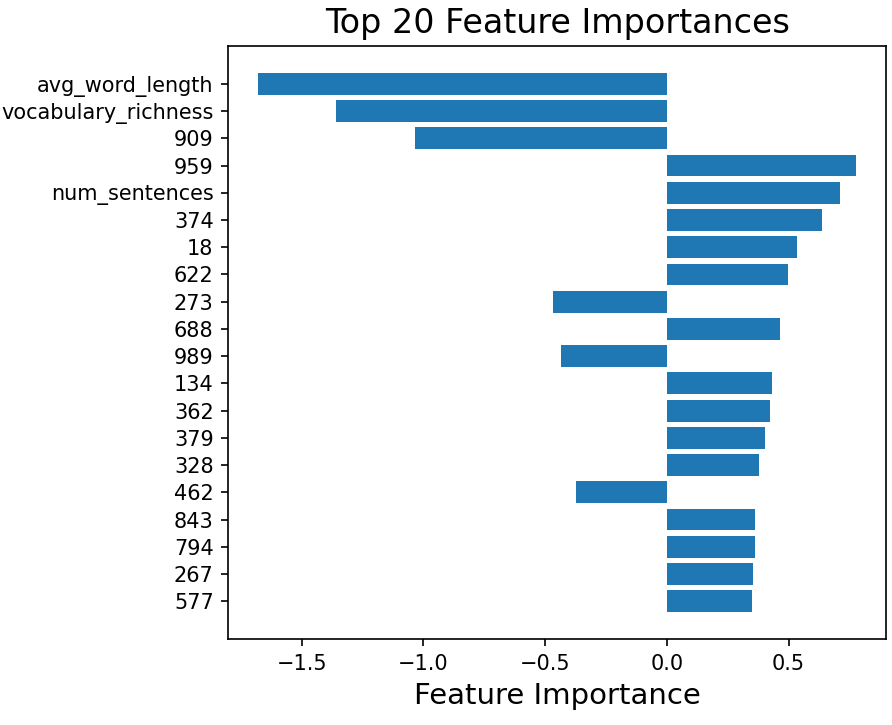 Top 20 Feature Importances
avg_word_length
vocabulary_richness
909
959
num_sentences
374
18
622
273
688
989
134
362
379
328
462
843
794
267
577
−1.5 −1.0 −0.5 0.0 0.5
Feature Importance